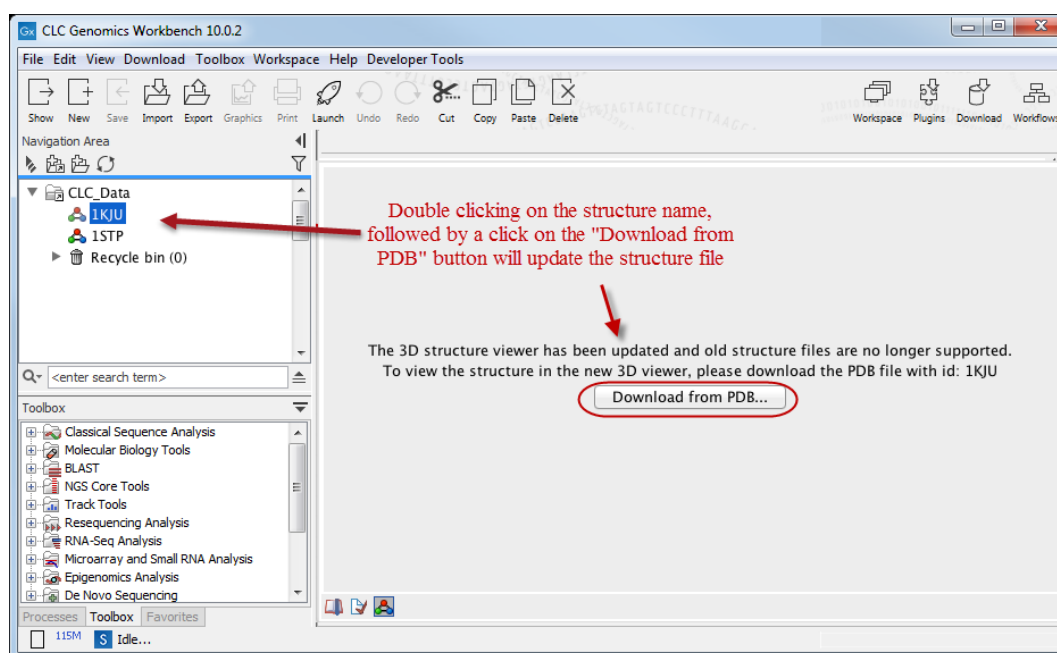 CLC Genomics Workbench 10.0.2
File Edit View Download Toolbox Workspace Help Developer Tools
Show New Save Import Export Graphics Print Launch Undo Redo Cut Copy Paste Delete Workspace Plugins Download Workflows
Navigation Area
CLC_Data
1KJU
1STP
Recycle bin (0)
Double clicking on the structure name,
followed by a click on the "Download from
PDB" button will update the structure file
The 3D structure viewer has been updated and old structure files are no longer supported.
To view the structure in the new 3D viewer, please download the PDB file with id: 1KJU
Download from PDB...
<enter search term>
Toolbox
Classical Sequence Analysis
Molecular Biology Tools
BLAST
NGS Core Tools
Track Tools
Resequencing Analysis
RNA-Seq Analysis
Microarray and Small RNA Analysis
Epigenomics Analysis
De Novo Sequencing
Processes Toolbox Favorites
115M S Idle...